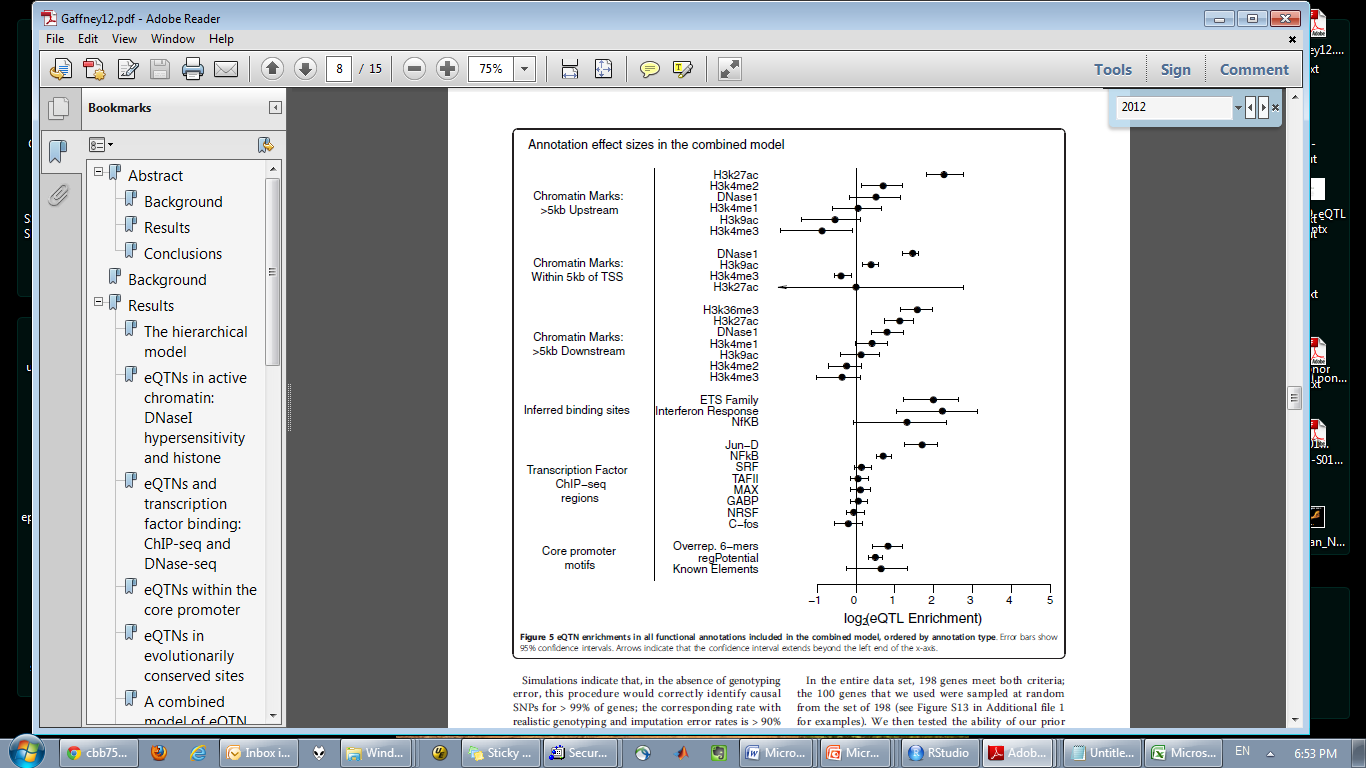 Gaffney12.pdf - Adobe Reader
File Edit View Window Help
8 / 15 75% Tools Sign Comment
Bookmarks
2012
Abstract
Background
Results
Conclusions
Background
Results
The hierarchical
model
eQTNs in active
chromatin:
DNaseI
hypersensitivity
and histone
eQTNs and
transcription
factor binding:
ChIP-seq and
DNase-seq
eQTNs within the
core promoter
eQTNs in
evolutionarily
conserved sites
A combined
model of eQTN
Annotation effect sizes in the combined model
Chromatin Marks:
>5kb Upstream
H3k27ac
H3k4me2
DNase1
H3k4me1
H3k9ac
H3k4me3
Chromatin Marks:
Within 5kb of TSS
DNase1
H3k9ac
H3k4me3
H3k27ac
Chromatin Marks:
>5kb Downstream
H3k36me3
H3k27ac
DNase1
H3k4me1
H3k9ac
H3k4me2
H3k4me3
Inferred binding sites
ETS Family
Interferon Response
NfKB
Transcription Factor
ChIP−seq
regions
Jun−D
NFkB
SRF
TAFII
MAX
GABP
NRSF
C−fos
Core promoter
motifs
Overrep. 6−mers
regPotential
Known Elements
−1 0 1 2 3 4 5
log2(eQTL Enrichment)
Figure 5 eQTN enrichments in all functional annotations included in the combined model, ordered by annotation type. Error bars show
95% confidence intervals. Arrows indicate that the confidence interval extends beyond the left end of the x-axis.
Simulations indicate that, in the absence of genotyping
error, this procedure would correctly identify causal
SNPs for > 99% of genes; the corresponding rate with
realistic genotyping and imputation error rates is > 90%
In the entire data set, 198 genes meet both criteria;
the 100 genes that we used were sampled at random
from the set of 198 (see Figure S13 in Additional file 1
for examples). We then tested the ability of our prior
cbb75... Inbox i... Wind... Sticky ... Secur... Micro... Micr... RStudio Adob... Untitle... Micros... EN 6:53 PM